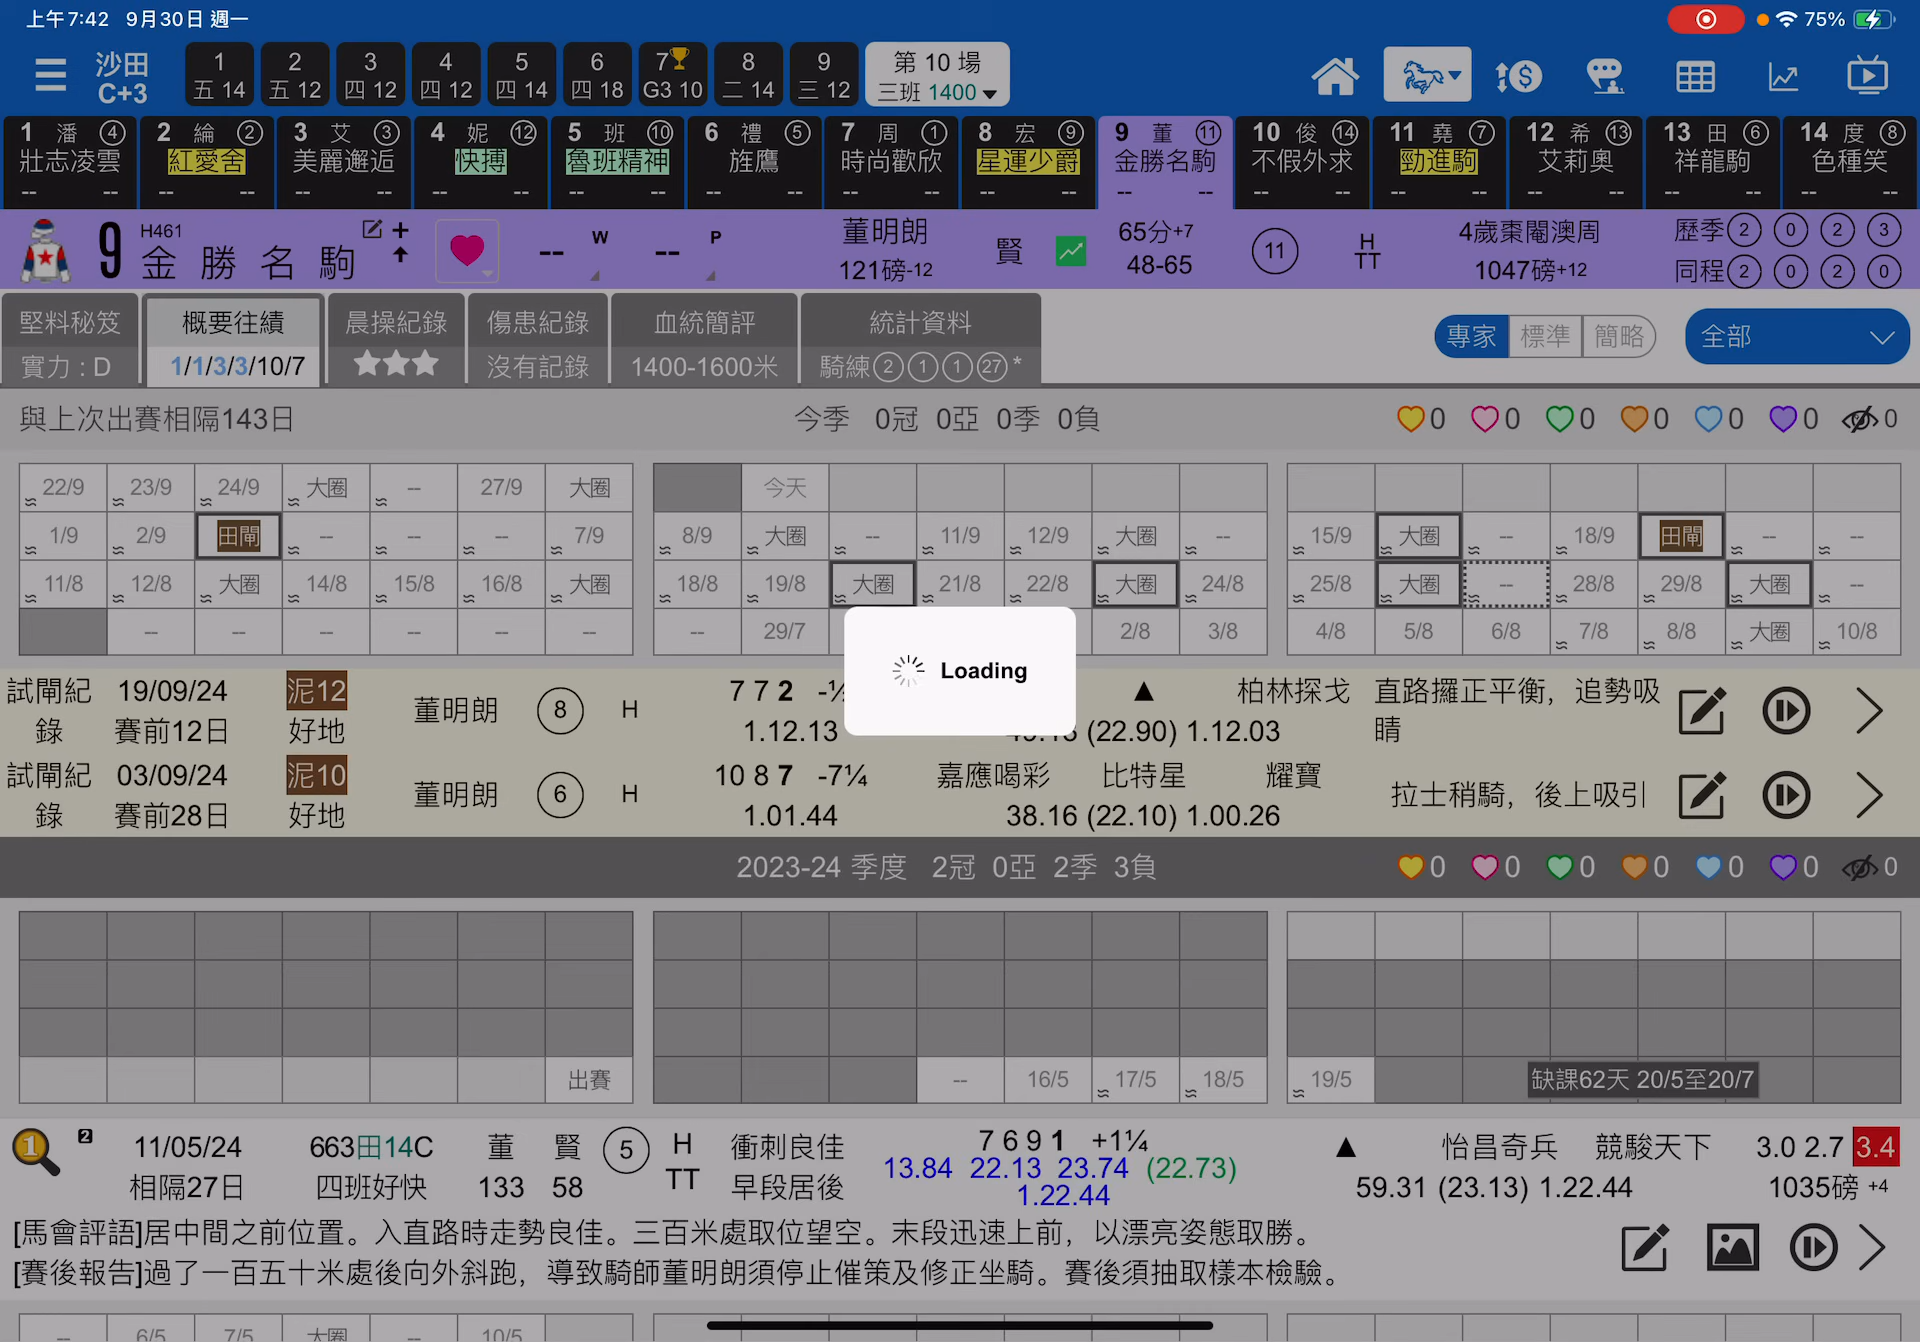 上午7:42 9月30日 週一 75%
沙田
C+3
1 2 3 4 5 6 7 8 9 第 10 場
五 14 五 12 四 12 四 12 四 14 四 18 G3 10 二 14 三 12 三班 1400
1 潘 4 2 綸 2 3 艾 3 4 妮 12 5 班 10 6 禮 5 7 周 1 8 宏 9 9 董 11 10 俊 14 11 堯 7 12 希 13 13 田 6 14 度 8
壯志凌雲 紅愛舍 美麗邂逅 快搏 魯班精神 旌鷹 時尚歡欣 星運少爵 金勝名駒 不假外求 勁進駒 艾莉奧 祥龍駒 色種笑
-- -- -- -- -- -- -- -- -- -- -- -- -- -- -- -- -- -- -- -- -- -- -- -- -- -- -- --
9 H461 -- W -- P 董明朗 賢 65分+7 11 H 4歲棗閹澳周 歷季 2 0 2 3
金勝名駒 121磅-12 48-65 TT 1047磅+12 同程 2 0 2 0
堅料秘笈 概要往績 晨操紀錄 傷患紀錄 血統簡評 統計資料 專家 標準 簡略 全部
實力 : D 1/1/3/3/10/7 ★★★ 沒有記錄 1400-1600米 騎練 2 1 1 27 *
與上次出賽相隔143日 今季 0冠 0亞 0季 0負 0 0 0 0 0 0 0
22/9 23/9 24/9 大圈 -- 27/9 大圈 今天
1/9 2/9 田閘 -- -- -- 7/9 8/9 大圈 -- 11/9 12/9 大圈 -- 15/9 大圈 -- 18/9 田閘 -- --
11/8 12/8 大圈 14/8 15/8 16/8 大圈 18/8 19/8 大圈 21/8 22/8 大圈 24/8 25/8 大圈 -- 28/8 29/8 大圈 --
-- -- -- -- -- -- -- 29/7 2/8 3/8 4/8 5/8 6/8 7/8 8/8 大圈 10/8
Loading
試閘紀 19/09/24 泥12 董明朗 8 H 7 7 2 ▲ 柏林探戈 直路攞正平衡，追勢吸
錄 賽前12日 好地 1.12.13 (22.90) 1.12.03 睛
試閘紀 03/09/24 泥10 董明朗 6 H 10 8 7 -7¼ 嘉應喝彩 比特星 耀寶 拉士稍騎，後上吸引
錄 賽前28日 好地 1.01.44 38.16 (22.10) 1.00.26
2023-24 季度 2冠 0亞 2季 3負 0 0 0 0 0 0 0
出賽 -- 16/5 17/5 18/5 19/5 缺課62天 20/5至20/7
1 2 11/05/24 663田14C 董 賢 5 H 衝刺良佳 7 6 9 1 +1¼ ▲ 怡昌奇兵 競駿天下 3.0 2.7 3.4
13.84 22.13 23.74 (22.73)
相隔27日 四班好快 133 58 TT 早段居後 1.22.44 59.31 (23.13) 1.22.44 1035磅 +4
[馬會評語]居中間之前位置。入直路時走勢良佳。三百米處取位望空。末段迅速上前，以漂亮姿態取勝。
[賽後報告]過了一百五十米處後向外斜跑，導致騎師董明朗須停止催策及修正坐騎。賽後須抽取樣本檢驗。
-- 6/5 7/5 大圈 -- 10/5